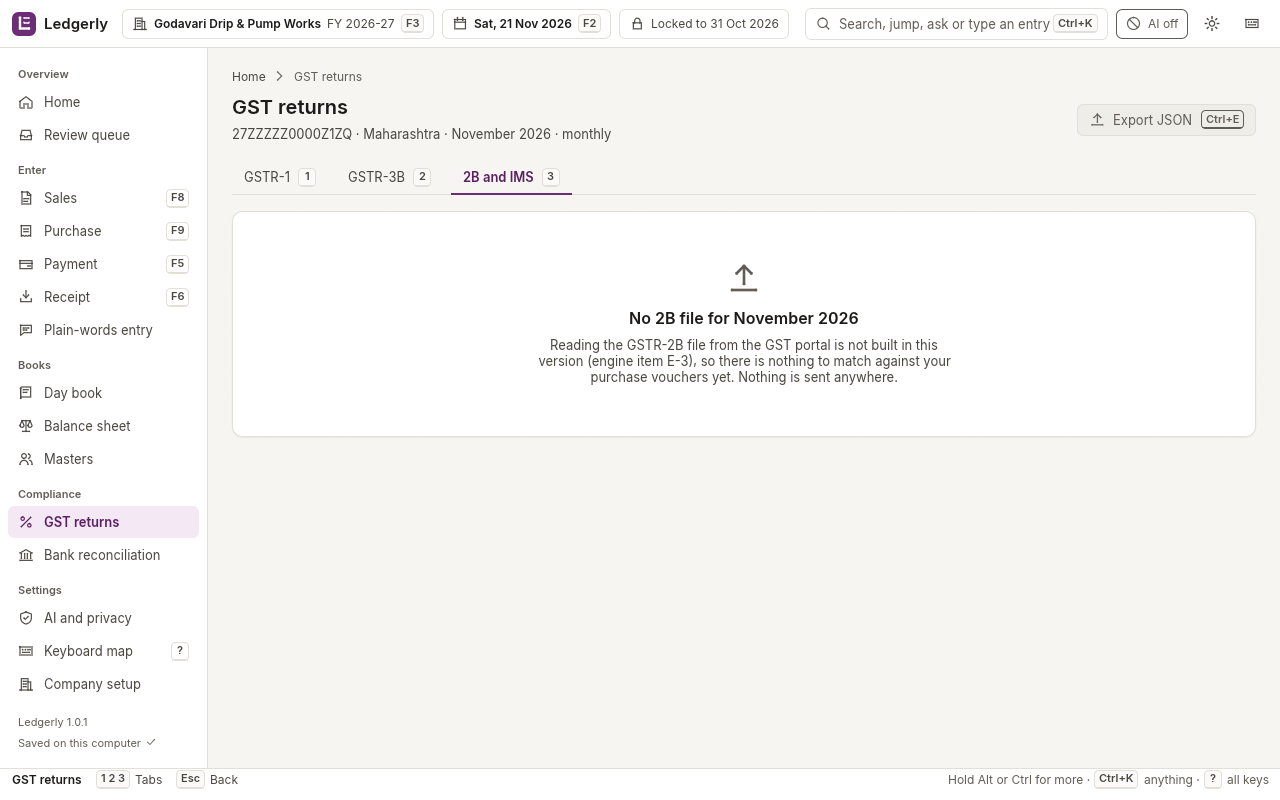 Ledgerly
Godavari Drip & Pump Works FY 2026-27 F3
Sat, 21 Nov 2026 F2
Locked to 31 Oct 2026
Search, jump, ask or type an entry Ctrl+K
AI off
Overview
Home
Review queue
Enter
Sales F8
Purchase F9
Payment F5
Receipt F6
Plain-words entry
Books
Day book
Balance sheet
Masters
Compliance
GST returns
Bank reconciliation
Settings
AI and privacy
Keyboard map ?
Company setup
Ledgerly 1.0.1
Saved on this computer
Home GST returns
GST returns
27ZZZZZ0000Z1ZQ · Maharashtra · November 2026 · monthly
Export JSON Ctrl+E
GSTR-1 1 GSTR-3B 2 2B and IMS 3
No 2B file for November 2026
Reading the GSTR-2B file from the GST portal is not built in this
version (engine item E-3), so there is nothing to match against your
purchase vouchers yet. Nothing is sent anywhere.
GST returns 1 2 3 Tabs Esc Back
Hold Alt or Ctrl for more · Ctrl+K anything · ? all keys